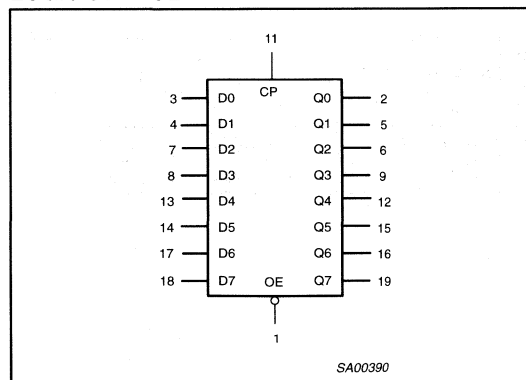 11
CP
3 D0 Q0 2
4 D1 Q1 5
7 D2 Q2 6
8 D3 Q3 9
13 D4 Q4 12
14 D5 Q5 15
17 D6 Q6 16
18 D7 OE Q7 19
1
SA00390